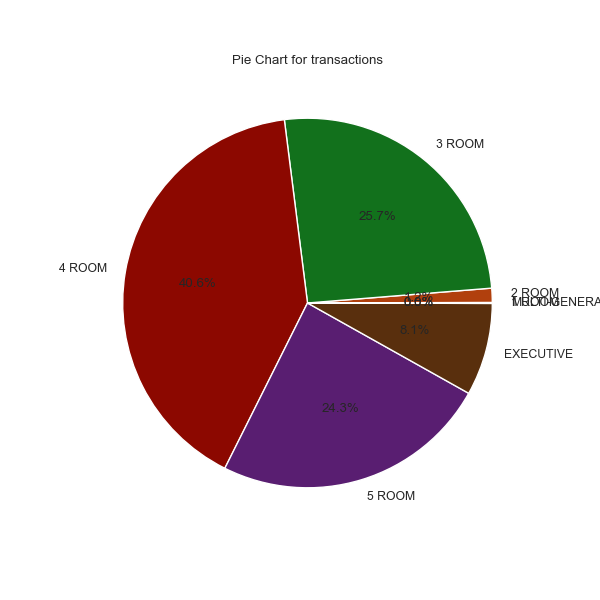 Pie Chart for transactions
3 ROOM
25.7%
4 ROOM
40.6%
2 ROOM
EXECUTIVE
8.1%
24.3%
5 ROOM